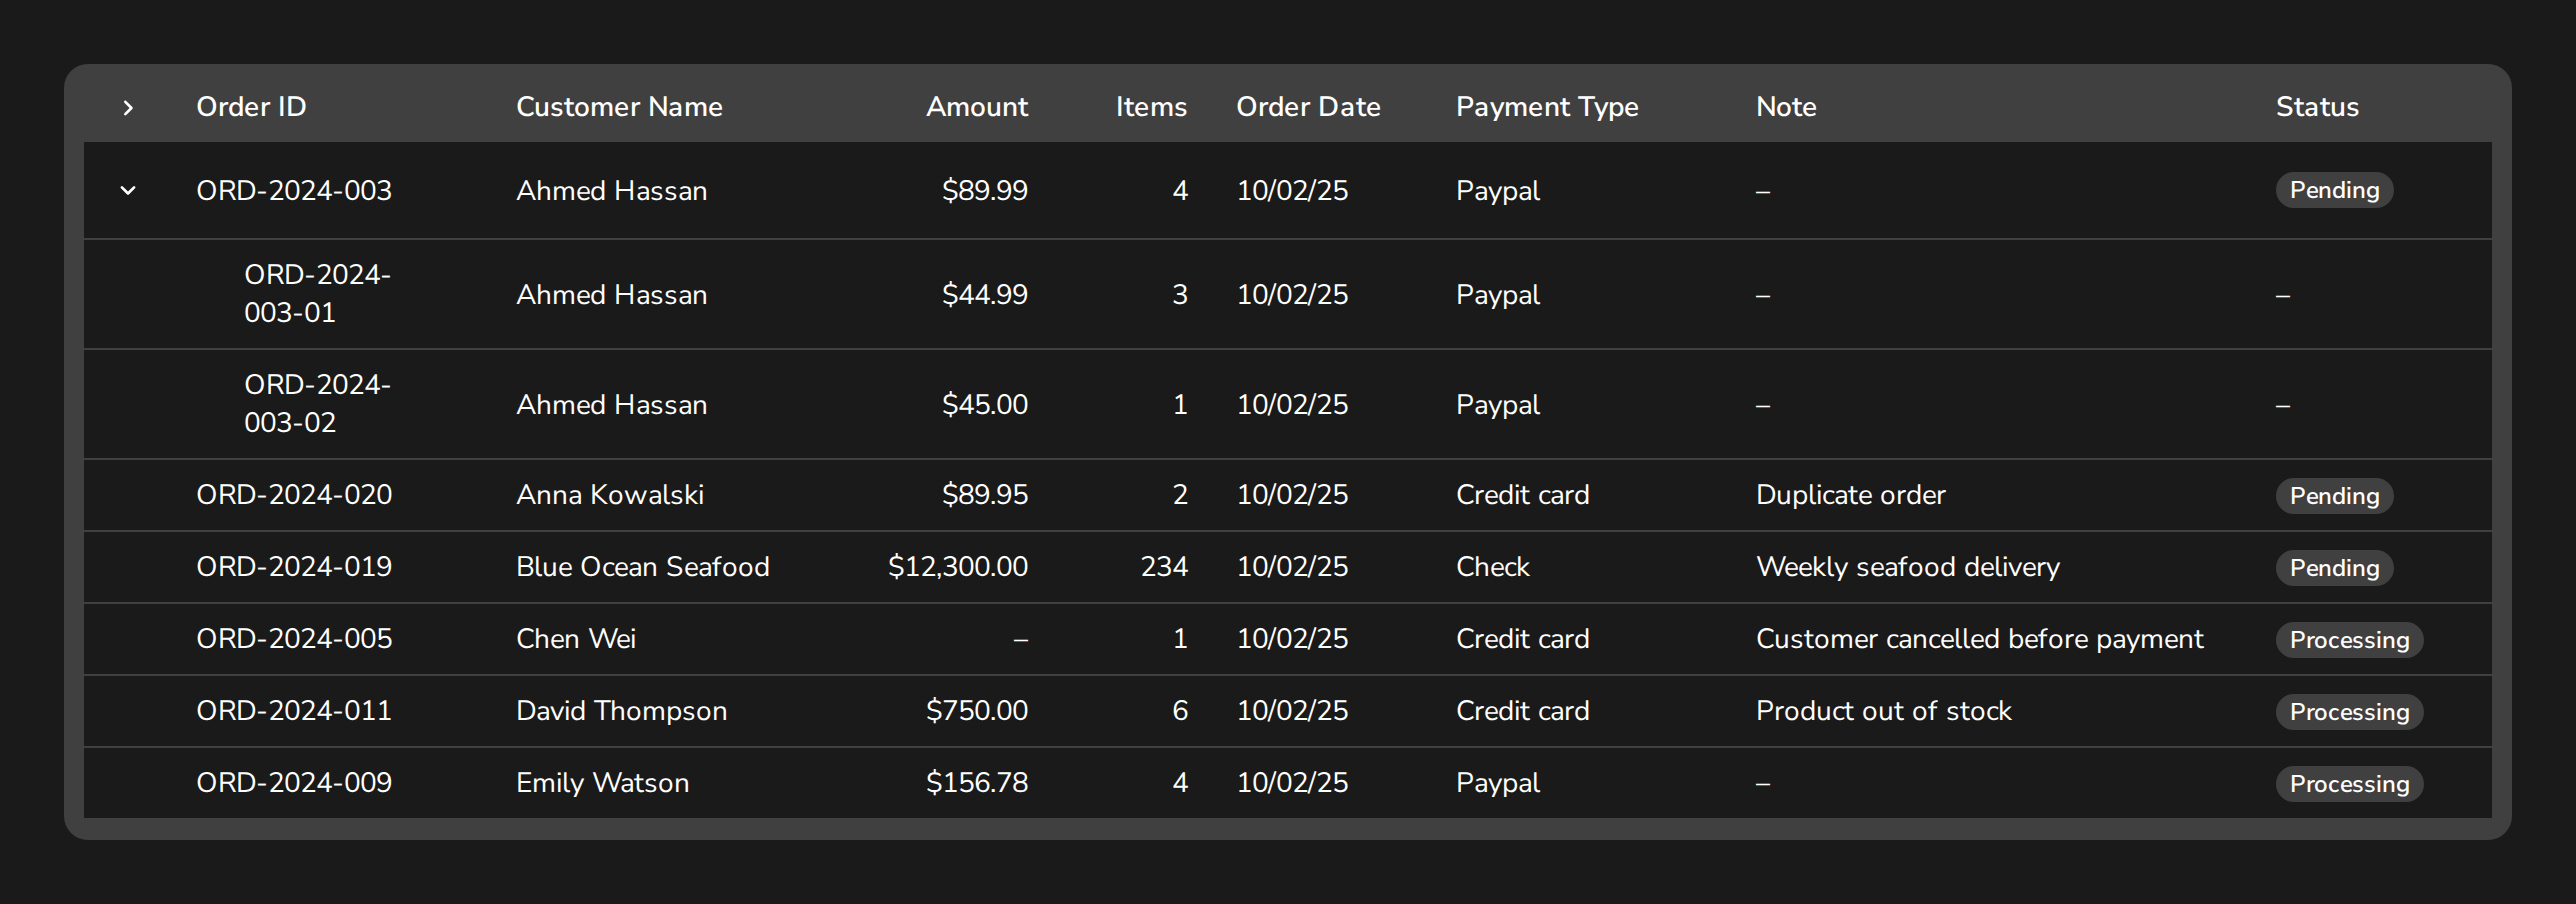 Order ID Customer Name Amount Items Order Date Payment Type Note Status
ORD-2024-003 Ahmed Hassan $89.99 4 10/02/25 Paypal – Pending
ORD-2024-
003-01 Ahmed Hassan $44.99 3 10/02/25 Paypal – –
ORD-2024-
003-02 Ahmed Hassan $45.00 1 10/02/25 Paypal – –
ORD-2024-020 Anna Kowalski $89.95 2 10/02/25 Credit card Duplicate order Pending
ORD-2024-019 Blue Ocean Seafood $12,300.00 234 10/02/25 Check Weekly seafood delivery Pending
ORD-2024-005 Chen Wei – 1 10/02/25 Credit card Customer cancelled before payment Processing
ORD-2024-011 David Thompson $750.00 6 10/02/25 Credit card Product out of stock Processing
ORD-2024-009 Emily Watson $156.78 4 10/02/25 Paypal – Processing